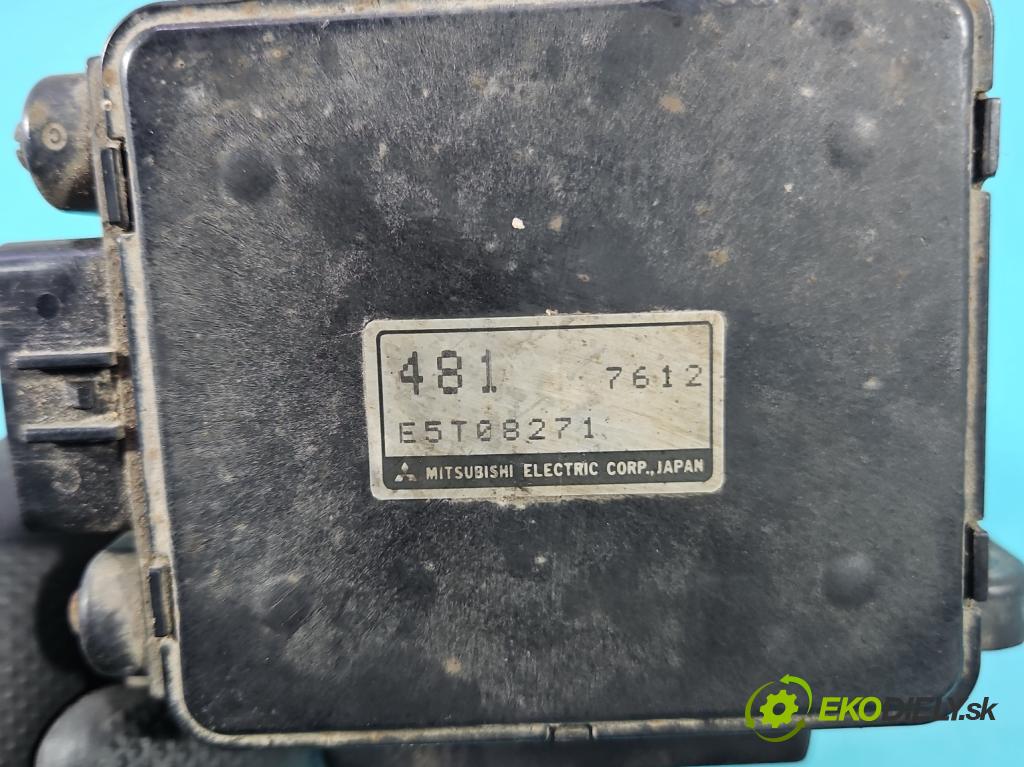 481 7612
E5T08271
MITSUBISHI ELECTRIC CORP., JAPAN
EKODIELY.sk